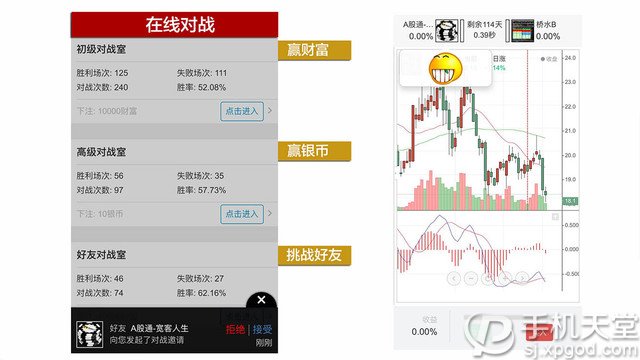 在线对战
初级对战室
赢财富
胜利场次: 125 失败场次: 111
对战次数: 240 胜率: 52.08%
下注: 10000财富 点击进入
高级对战室
赢银币
胜利场次: 56 失败场次: 35
对战次数: 97 胜率: 57.73%
下注: 10银币 点击进入
好友对战室
挑战好友
胜利场次: 46 失败场次: 27
对战次数: 74 胜率: 62.16%
好友 A股通-宽客人生
向您发起了对战邀请
拒绝 | 接受
刚刚
A股通-... 剩余114天 桥水B
0.00% 0.39秒 0.00%
日涨 收盘
14%
24.0
22.0
21.0
20.0
19.0
18.1
0.500
0.000
-0.500
收益
0.00%
手机天堂
sj.xpgod.com